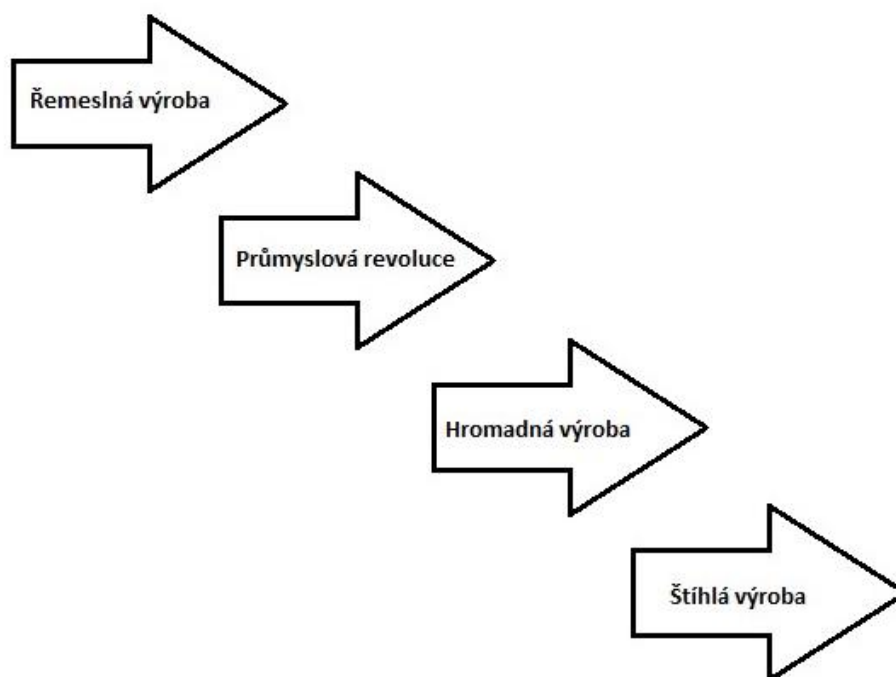 Řemeslná výroba
Průmyslová revoluce
Hromadná výroba
Štíhlá výroba